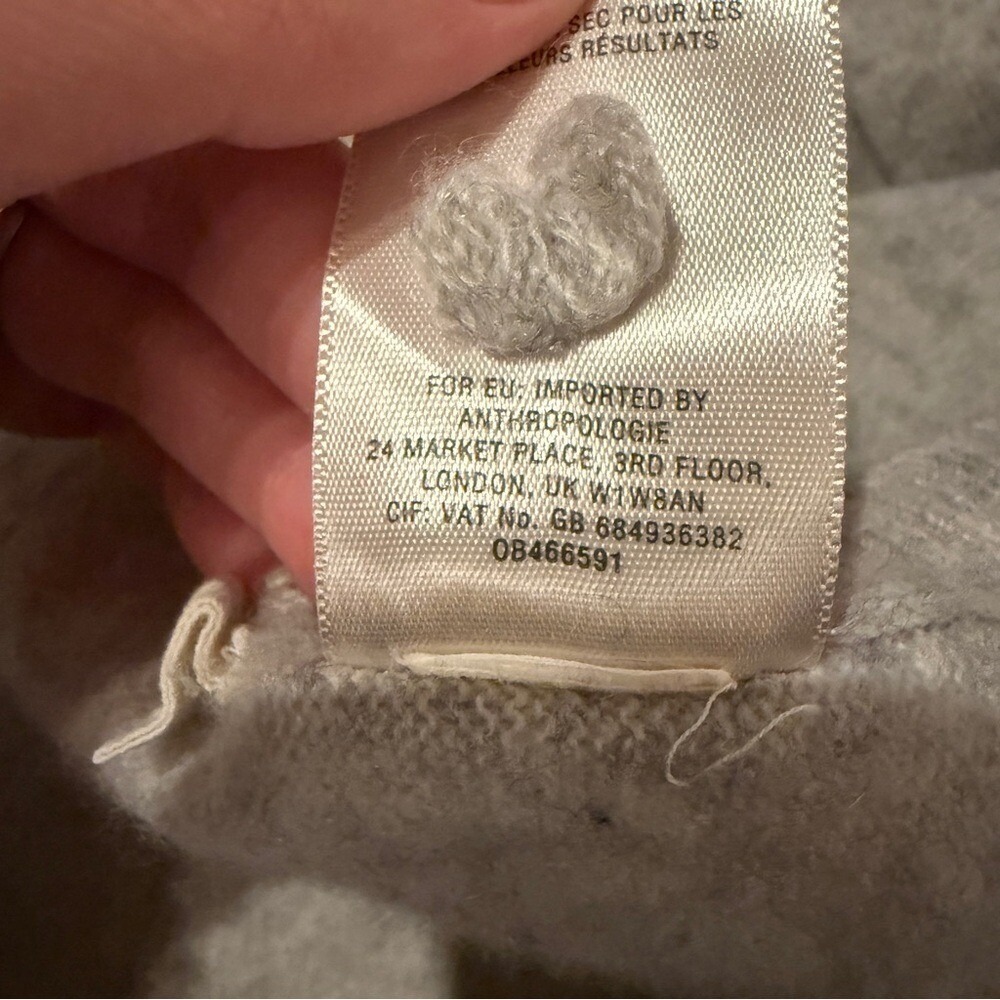 SEC POUR LES
RÉSULTATS
FOR EU: IMPORTED BY
ANTHROPOLOGIE
24 MARKET PLACE, 3RD FLOOR,
LONDON, UK W1W8AN
CIF: VAT No. GB 684936382
OB466591